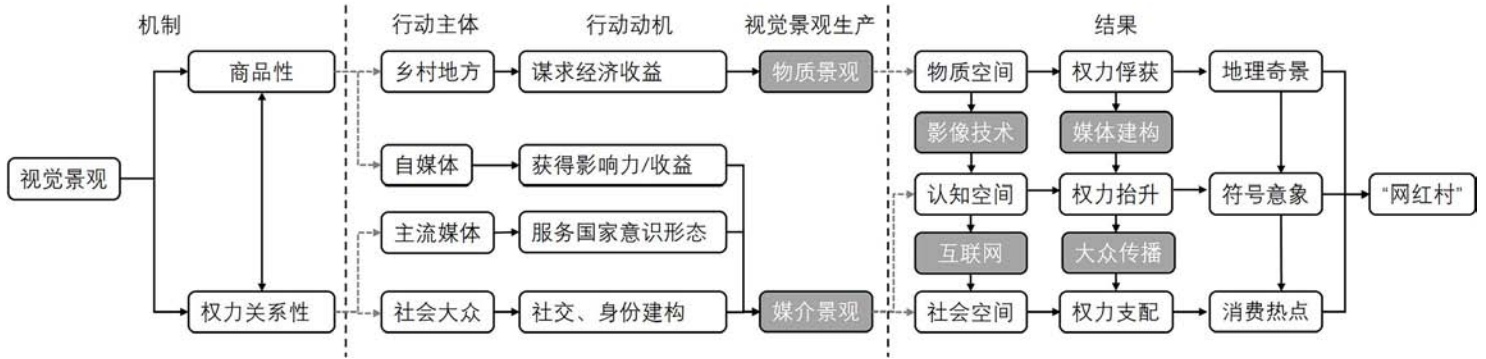 机制 行动主体 行动动机 视觉景观生产 结果
商品性 乡村地方 谋求经济收益 物质景观 物质空间 权力俘获 地理奇景
影像技术 媒体建构
自媒体 获得影响力/收益
视觉景观 认知空间 权力抬升 符号意象 “网红村”
主流媒体 服务国家意识形态
互联网 大众传播
权力关系性 社会大众 社交、身份建构 媒介景观 社会空间 权力支配 消费热点